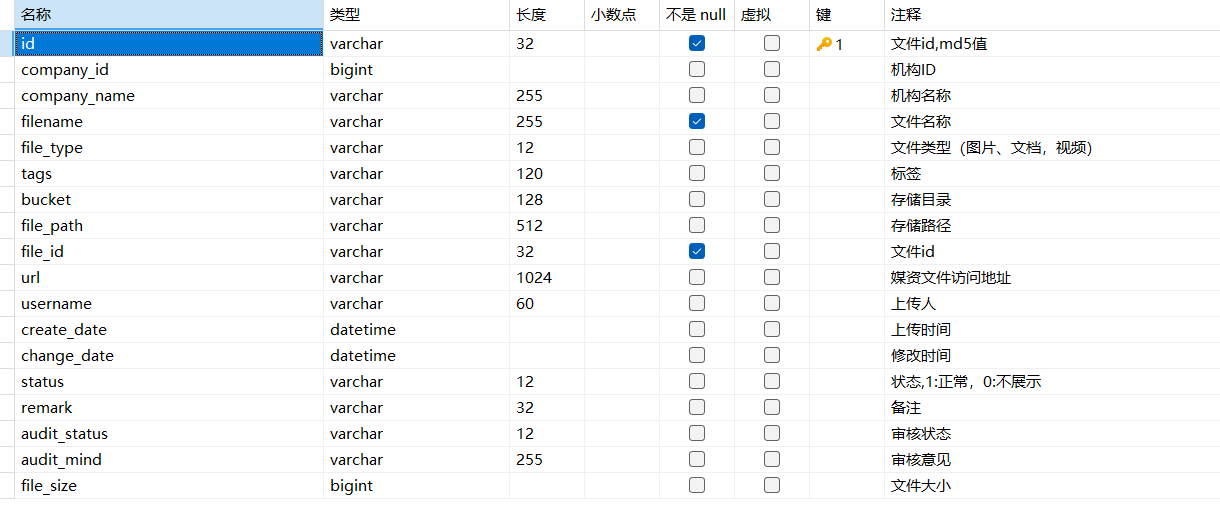 名称 类型 长度 小数点 不是 null 虚拟 键 注释
id varchar 32 1 文件id,md5值
company_id bigint 机构ID
company_name varchar 255 机构名称
filename varchar 255 文件名称
file_type varchar 12 文件类型（图片、文档，视频）
tags varchar 120 标签
bucket varchar 128 存储目录
file_path varchar 512 存储路径
file_id varchar 32 文件id
url varchar 1024 媒资文件访问地址
username varchar 60 上传人
create_date datetime 上传时间
change_date datetime 修改时间
status varchar 12 状态,1:正常，0:不展示
remark varchar 32 备注
audit_status varchar 12 审核状态
audit_mind varchar 255 审核意见
file_size bigint 文件大小